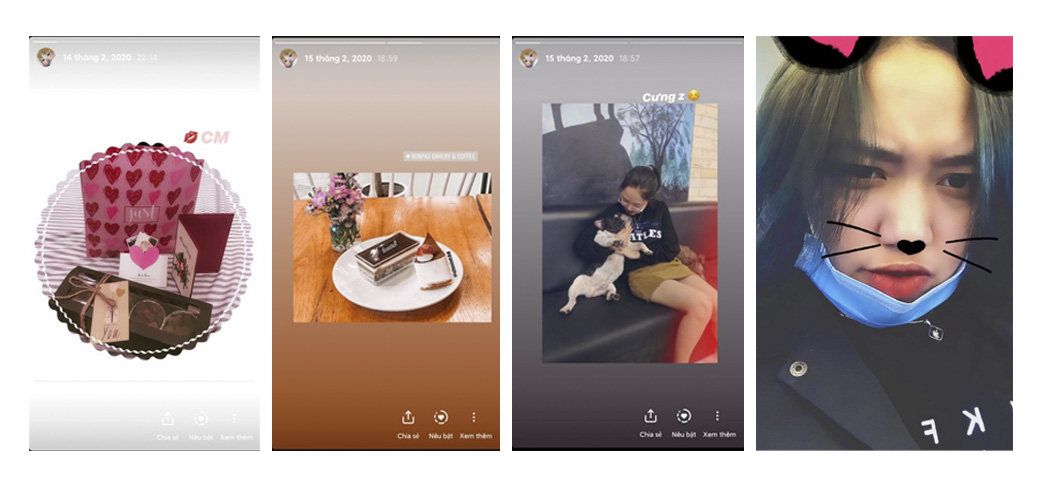 14 tháng 2, 2020 22:14
CM
just
You
Chia sẻ Nêu bật Xem thêm
15 tháng 2, 2020 18:59
BONPAS BAKERY & COFFEE
Chia sẻ Nêu bật Xem thêm
15 tháng 2, 2020 18:57
Cưng z
TITLES
Chia sẻ Nêu bật Xem thêm
F K